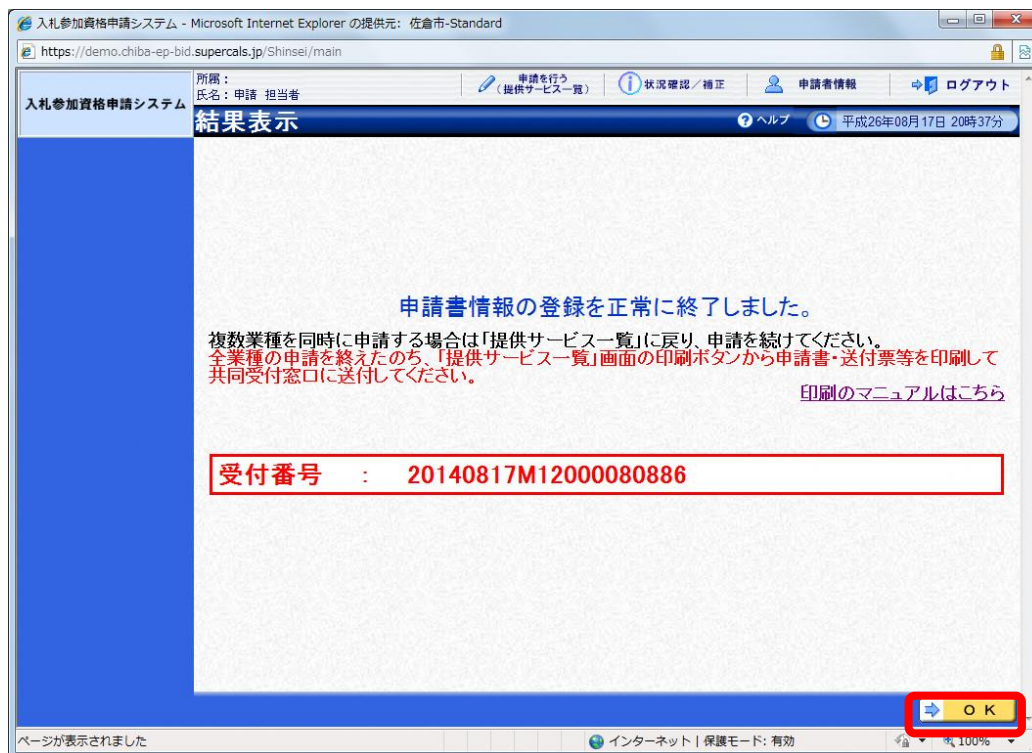 入札参加資格申請システム - Microsoft Internet Explorer の提供元: 佐倉市-Standard
https://demo.chiba-ep-bid.supercals.jp/Shinsei/main
入札参加資格申請システム
所属：
氏名：申請 担当者
申請を行う
（提供サービス一覧）
状況確認／補正
申請者情報
ログアウト
結果表示
ヘルプ
平成26年08月17日 20時37分
申請書情報の登録を正常に終了しました。
複数業種を同時に申請する場合は「提供サービス一覧」に戻り、申請を続けてください。
全業種の申請を終えたのち、「提供サービス一覧」画面の印刷ボタンから申請書・送付票等を印刷して
共同受付窓口に送付してください。
印刷のマニュアルはこちら
受付番号 ： 20140817M12000080886
ＯＫ
ページが表示されました
インターネット | 保護モード: 有効
100%